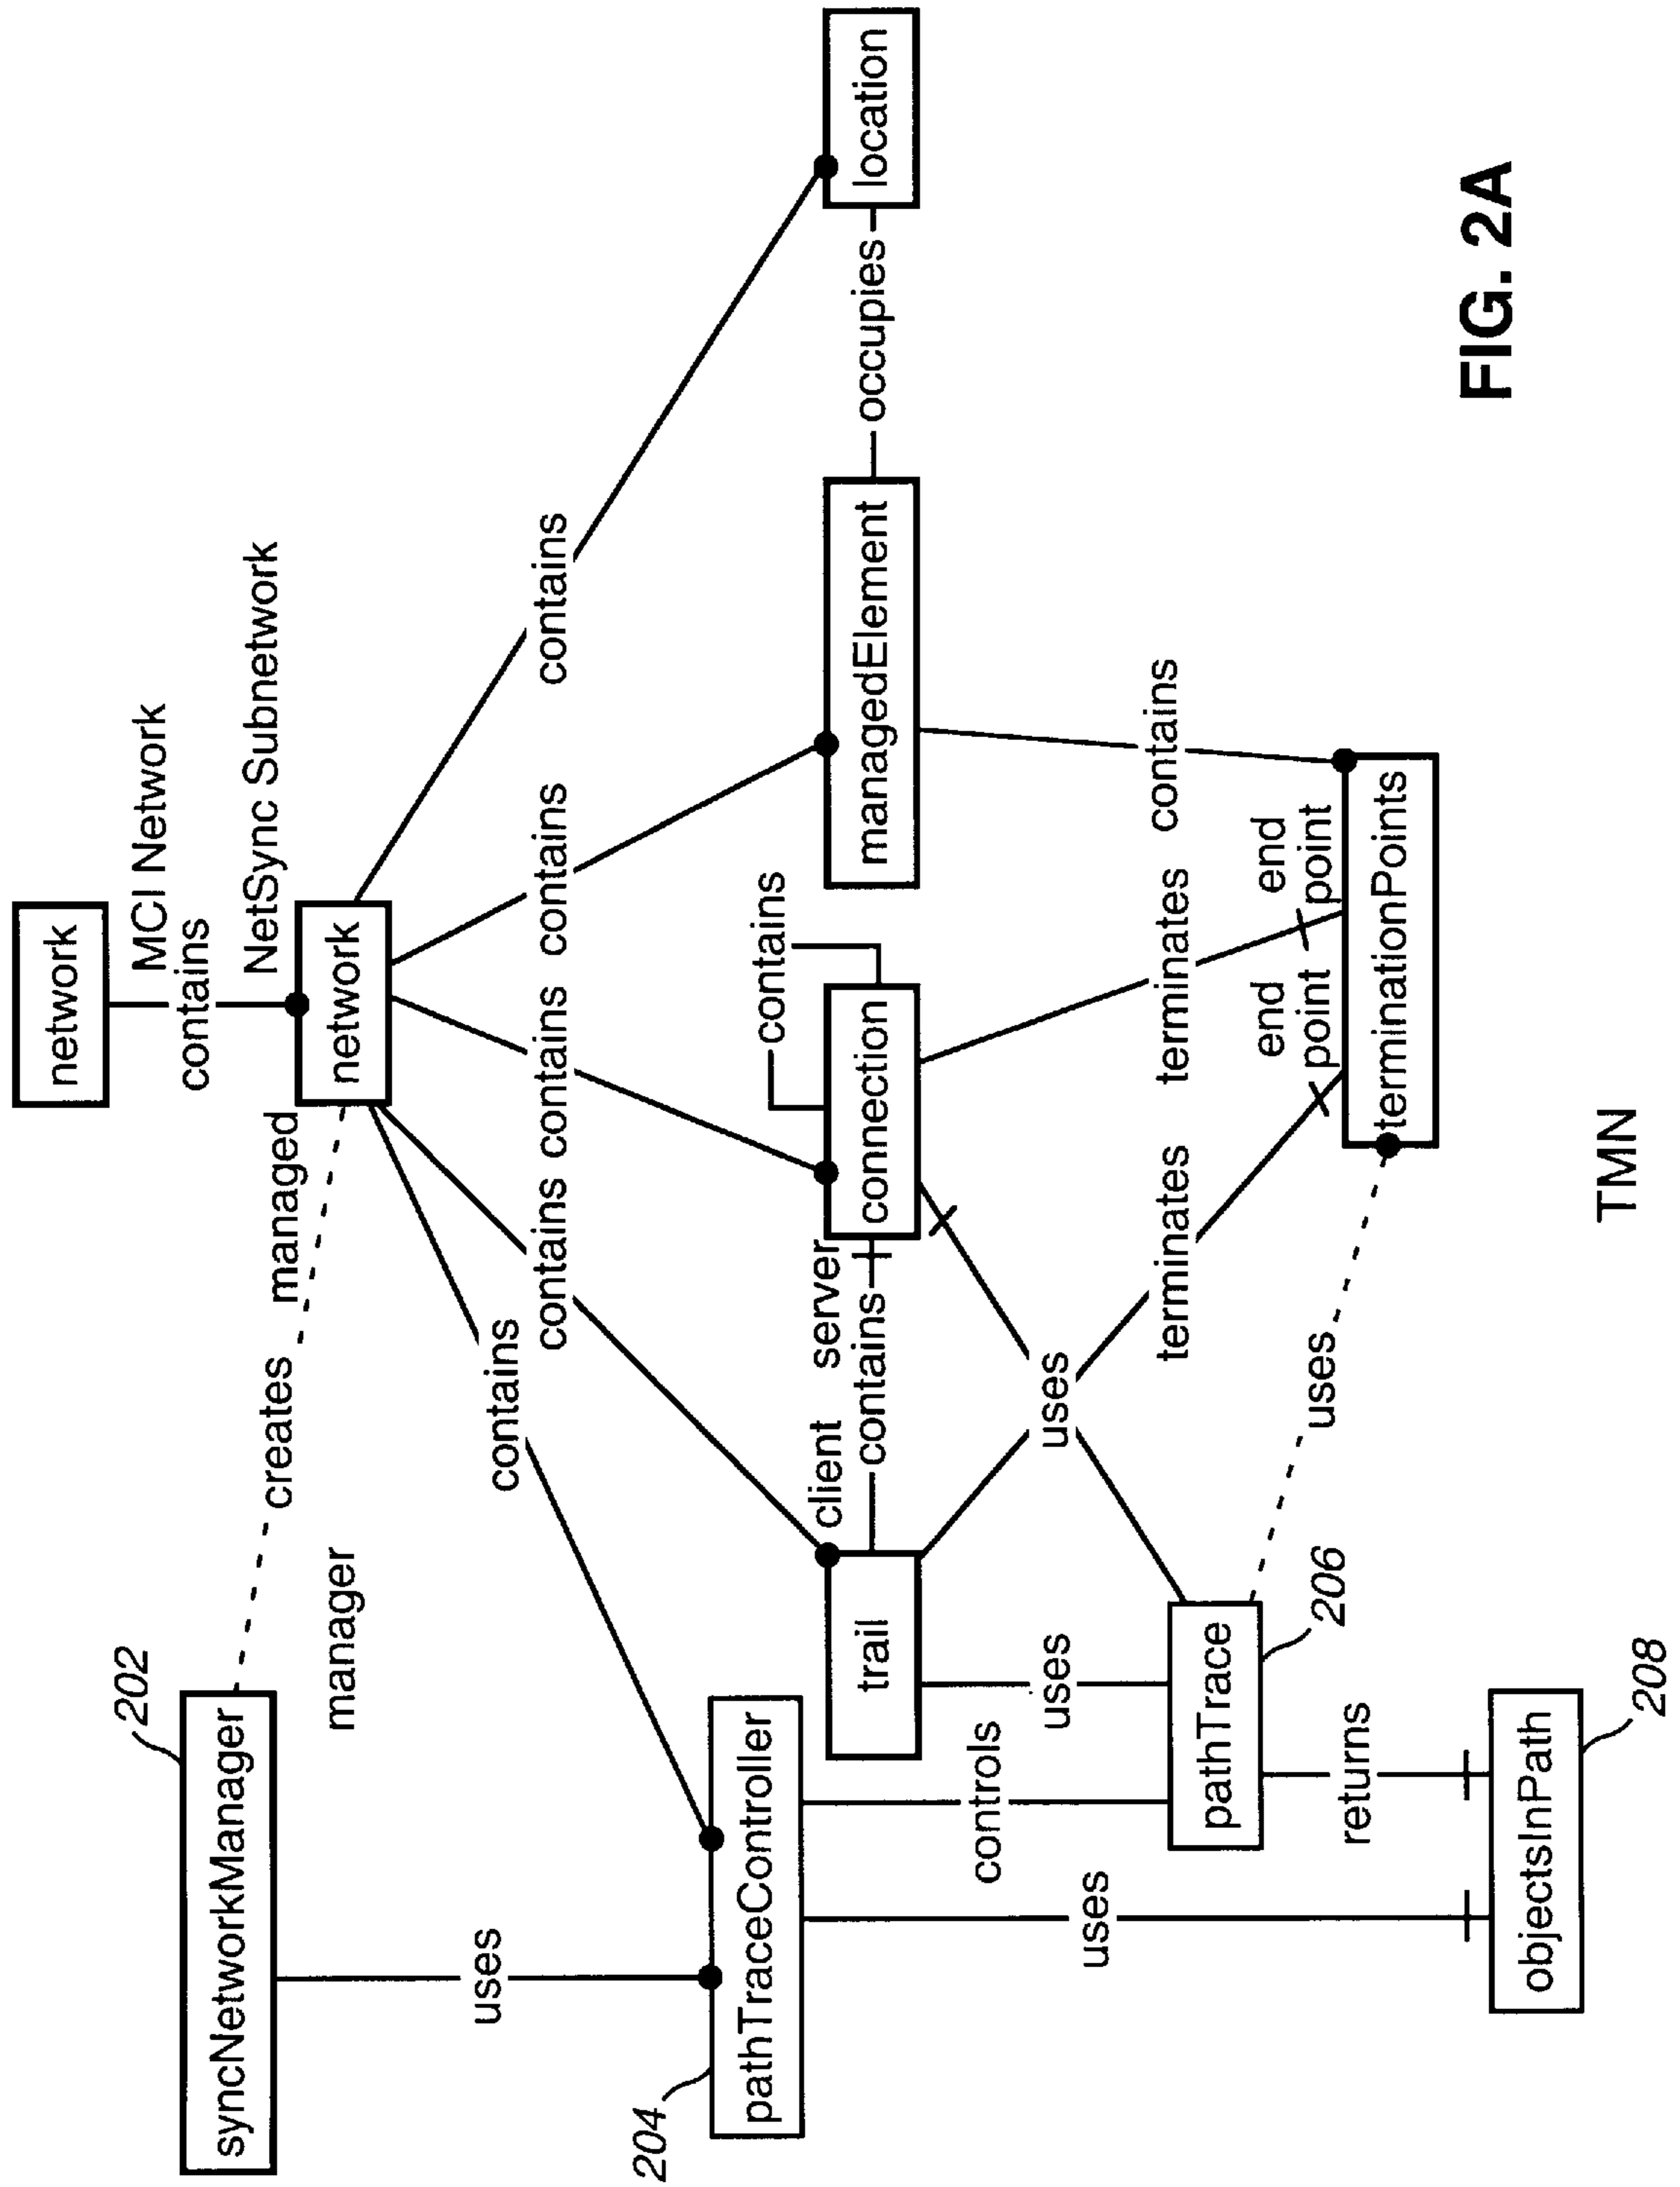 network
MCI Network
contains
NetSync Subnetwork
network
202
syncNetworkManager
creates
managed
manager
uses
contains
contains
contains
contains
contains
204
pathTraceController
trail
client
server
contains
connection
contains
managedElement
occupies
location
controls
uses
uses
uses
terminates
terminates
contains
pathTrace
206
uses
end
point
end
point
terminationPoints
returns
objectsInPath
208
TMN
FIG. 2A